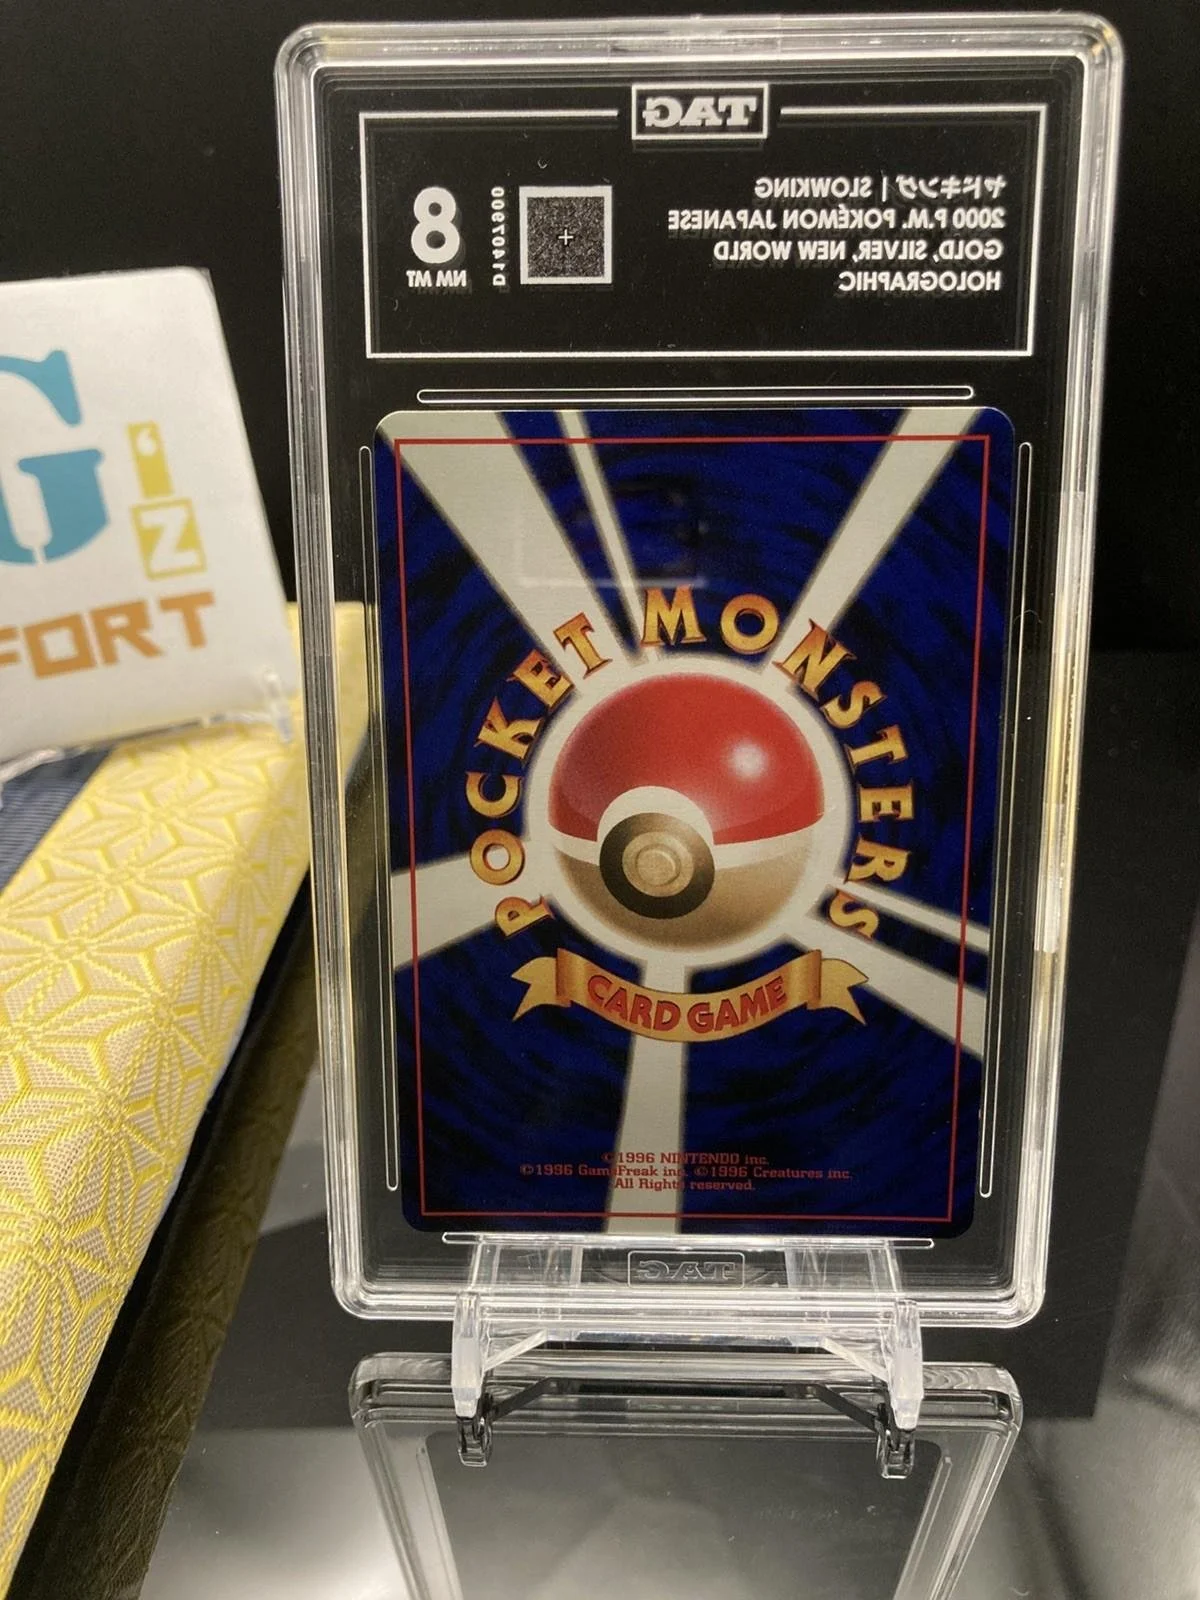 TAG
ヤドキング | SLOWKING
2000 P.M. POKÉMON JAPANESE
GOLD, SILVER, NEW WORLD
HOLOGRAPHIC
8
NM MT
G
'N
FORT
POCKET MONSTERS
CARD GAME
©1996 NINTENDO inc.
©1996 GameFreak inc. ©1996 Creatures inc.
All Rights reserved.
TAG